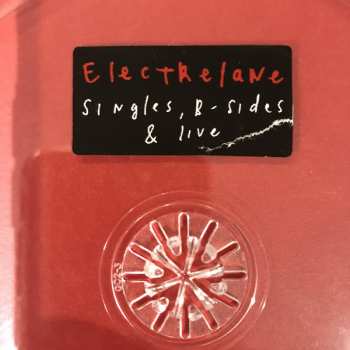 Electrelane
singles, B-sides
& live